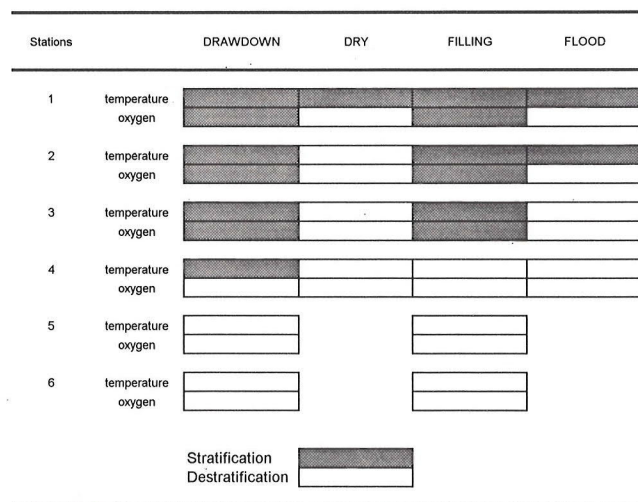 Stations DRAWDOWN DRY FILLING FLOOD
1 temperature
oxygen
2 temperature
oxygen
3 temperature
oxygen
4 temperature
oxygen
5 temperature
oxygen
6 temperature
oxygen
Stratification
Destratification